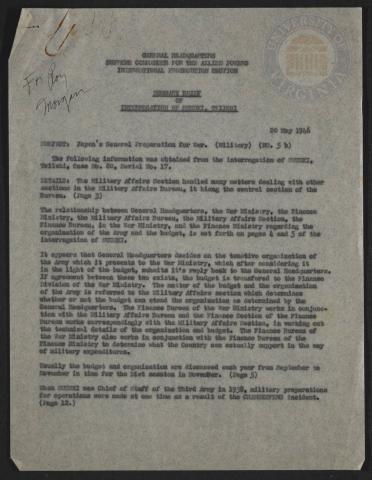 For Roy
Morgan
UNIVERSITY OF VIRGINIA
GENERAL HEADQUARTERS
SUPREME COMMANDER FOR THE ALLIED POWERS
INTERNATIONAL PROSECUTION SECTION
SUMMARY BRIEF
OF
INTERROGATION OF SUZUKI, TEIICHI
20 May 1946
SUBJECT: Japan's General Preparation for War. (Military) (NO. 5 b)
The following information was obtained from the interrogation of SUZUKI,
Teiichi, Case No. 80, Serial No. 17.
DETAILS: The Military Affairs Section handled many matters dealing with other
sections in the Military Affairs Bureau, it being the central section of the
Bureau. (Page 3)
The relationship between General Headquarters, the War Ministry, the Finance
Ministry, the Military Affairs Bureau, the Military Affairs Section, the
Finance Bureau, in the War Ministry, and the Finance Ministry regarding the
organization of the Army and the budget, is set forth on pages 4 and 5 of the
interrogation of SUZUKI.
It appears that General Headquarters decides on the tentative organization of
the Army which it presents to the War Ministry, which after considering it
in the light of the budget, submits it's reply back to the General Headquarters.
If agreement between these two exists, the budget is transferred to the Finance
Division of the War Ministry. The matter of the budget and the organization
of the Army is referred to the Military Affairs section which determines
whether or not the budget can stand the organization as determined by the
General Headquarters. The Finance Bureau of the War Ministry works in conjunc-
tion with the Military Affairs Bureau and the Finance Section of the Finance
Bureau works correspondingly with the Military Affairs Section, in working out
the technical details of the organization and budget. The Finance Bureau of
the War Ministry also works in conjunction with the Finance Bureau of the
Finance Ministry to determine what the Country can actually support in the way
of military expenditures.
Usually the budget and organization are discussed each year from September to
November in time for the Diet session in November. (Page 5)
When SUZUKI was Chief of Staff of the Third Army in 1938, military preparations
for operations were made at one time as a result of the CHANGKUFENG Incident.
(Page 12.)